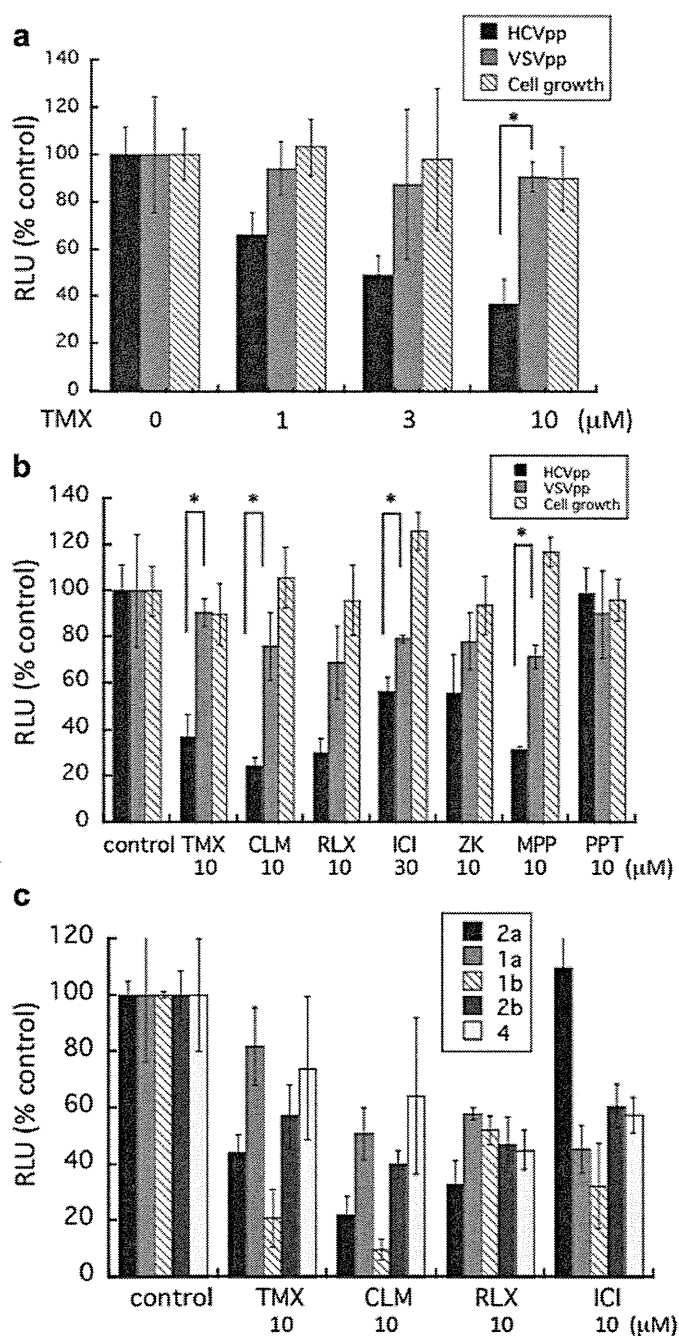 a
HCVpp
VSVpp
Cell growth
RLU (% control)
140
120
100
80
60
40
20
0
*
TMX 0 1 3 10 (μM)
b
HCVpp
VSVpp
Cell growth
RLU (% control)
140
120
100
80
60
40
20
0
* * * *
control TMX CLM RLX ICI ZK MPP PPT
10 10 10 30 10 10 10 (μM)
c
2a
1a
1b
2b
4
RLU (% control)
120
100
80
60
40
20
0
control TMX CLM RLX ICI
10 10 10 10 (μM)